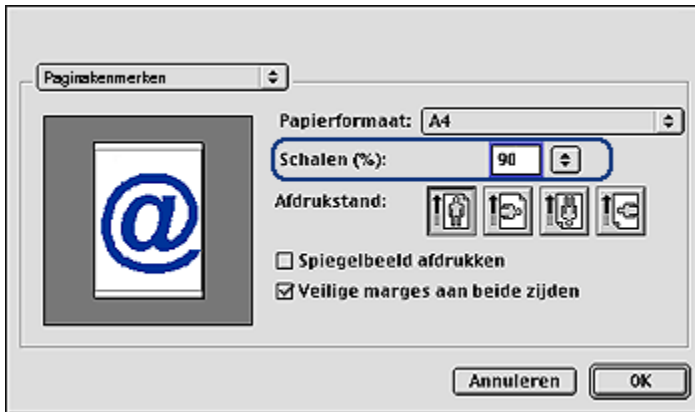 Paginakenmerken
Papierformaat: A4
Schalen (%): 90
Afdrukstand:
Spiegelbeeld afdrukken
Veilige marges aan beide zijden
@
Annuleren OK